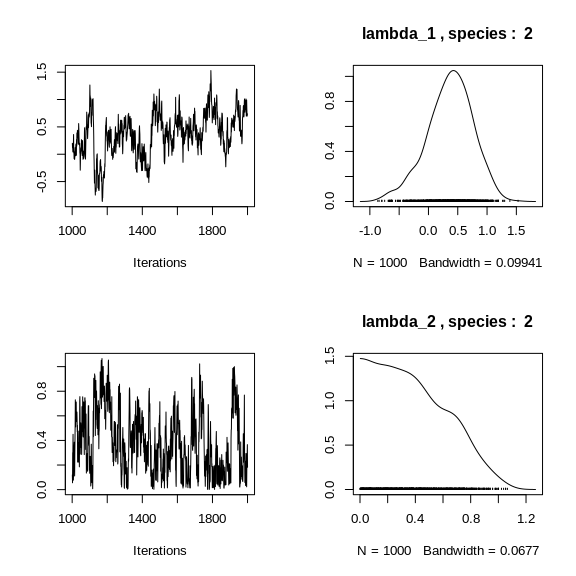 lambda_1 , species : 2
1.5
0.5
-0.5
1000 1400 1800
Iterations
0.8
0.4
0.0
-1.0 0.0 0.5 1.0 1.5
N = 1000 Bandwidth = 0.09941
lambda_2 , species : 2
0.8
0.4
0.0
1000 1400 1800
Iterations
1.5
1.0
0.5
0.0
0.0 0.4 0.8 1.2
N = 1000 Bandwidth = 0.0677